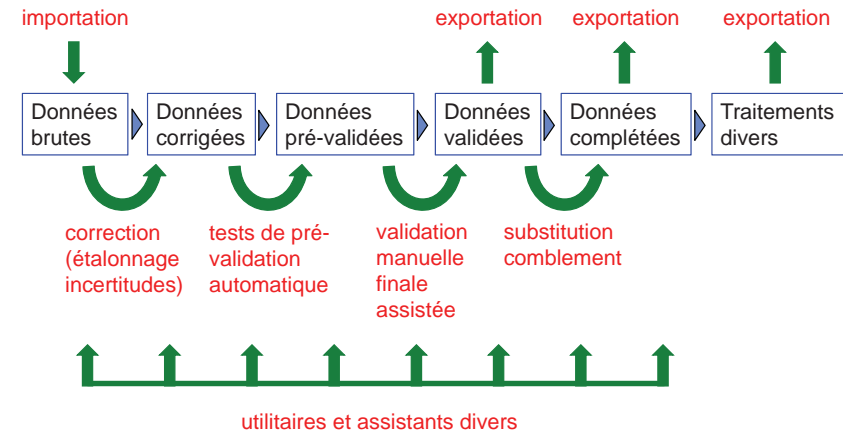 importation
exportation
exportation
exportation
Données
brutes
Données
corrigées
Données
pré-validées
Données
validées
Données
complétées
Traitements
divers
correction
(étalonnage
incertitudes)
tests de pré-
validation
automatique
validation
manuelle
finale
assistée
substitution
comblement
utilitaires et assistants divers